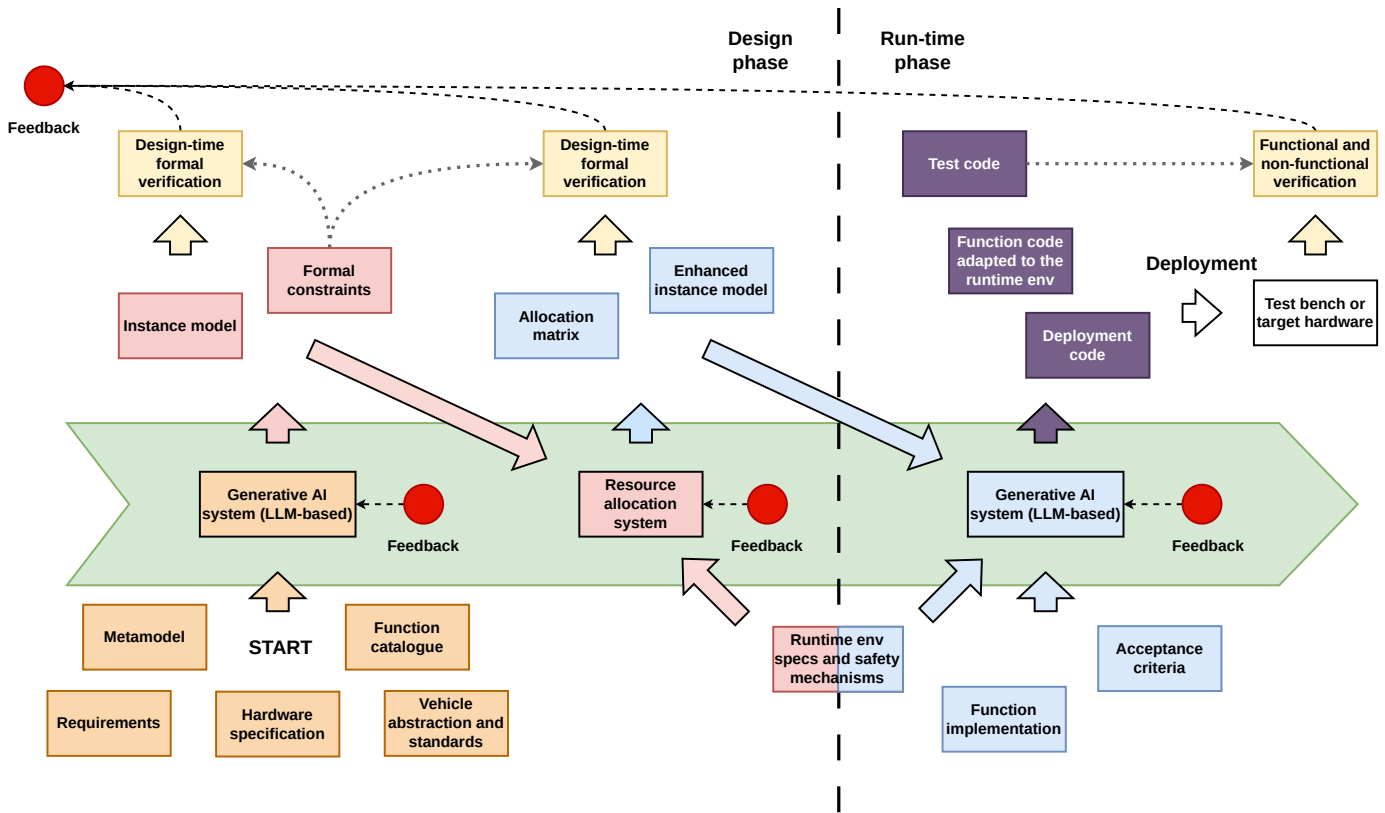 Design
phase
Run-time
phase
Feedback
Design-time
formal
verification
Design-time
formal
verification
Test code
Functional and
non-functional
verification
Formal
constraints
Instance model
Enhanced
instance model
Allocation
matrix
Function code
adapted to the
runtime env
Deployment
code
Deployment
Test bench or
target hardware
Generative AI
system (LLM-based)
Feedback
Resource
allocation
system
Feedback
Generative AI
system (LLM-based)
Feedback
Metamodel
START
Function
catalogue
Requirements
Hardware
specification
Vehicle
abstraction and
standards
Runtime env
specs and safety
mechanisms
Function
implementation
Acceptance
criteria